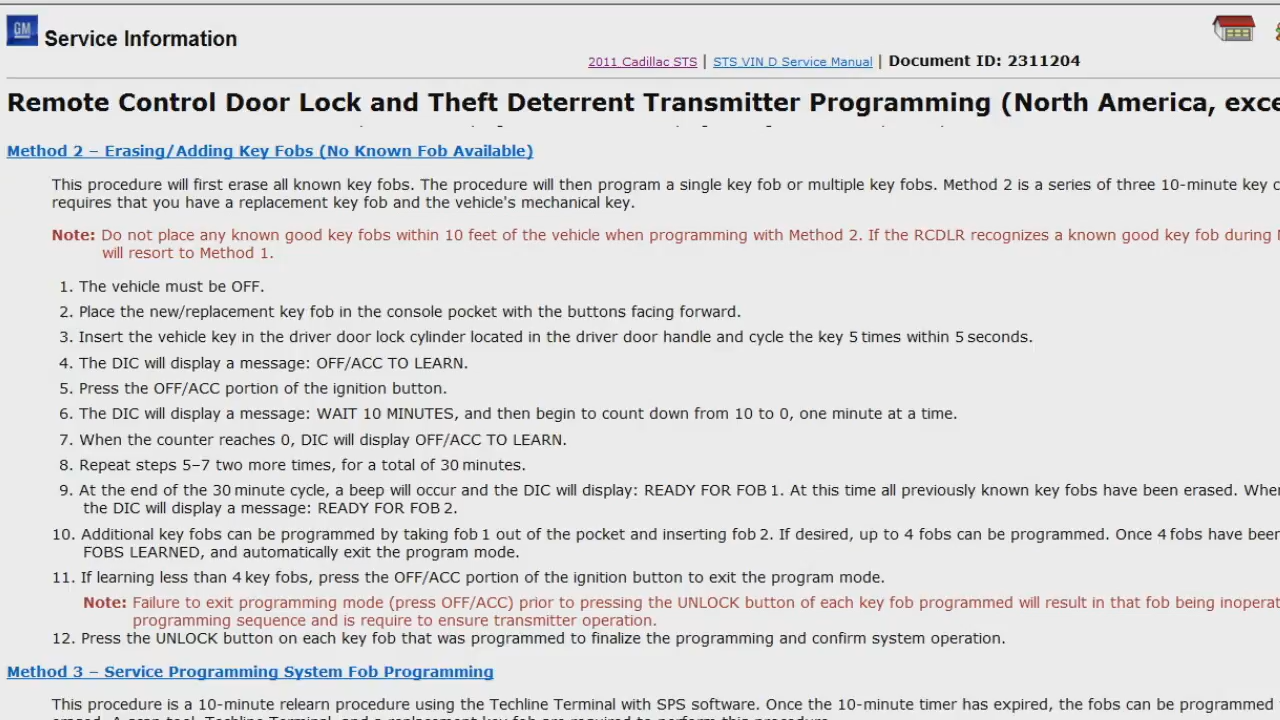 GM
Service Information
2011 Cadillac STS | STS VIN D Service Manual | Document ID: 2311204
Remote Control Door Lock and Theft Deterrent Transmitter Programming (North America, exce
Method 2 – Erasing/Adding Key Fobs (No Known Fob Available)
This procedure will first erase all known key fobs. The procedure will then program a single key fob or multiple key fobs. Method 2 is a series of three 10-minute key c
requires that you have a replacement key fob and the vehicle's mechanical key.
Note: Do not place any known good key fobs within 10 feet of the vehicle when programming with Method 2. If the RCDLR recognizes a known good key fob during
will resort to Method 1.
1. The vehicle must be OFF.
2. Place the new/replacement key fob in the console pocket with the buttons facing forward.
3. Insert the vehicle key in the driver door lock cylinder located in the driver door handle and cycle the key 5 times within 5 seconds.
4. The DIC will display a message: OFF/ACC TO LEARN.
5. Press the OFF/ACC portion of the ignition button.
6. The DIC will display a message: WAIT 10 MINUTES, and then begin to count down from 10 to 0, one minute at a time.
7. When the counter reaches 0, DIC will display OFF/ACC TO LEARN.
8. Repeat steps 5–7 two more times, for a total of 30 minutes.
9. At the end of the 30 minute cycle, a beep will occur and the DIC will display: READY FOR FOB 1. At this time all previously known key fobs have been erased. Whe
the DIC will display a message: READY FOR FOB 2.
10. Additional key fobs can be programmed by taking fob 1 out of the pocket and inserting fob 2. If desired, up to 4 fobs can be programmed. Once 4 fobs have been
FOBS LEARNED, and automatically exit the program mode.
11. If learning less than 4 key fobs, press the OFF/ACC portion of the ignition button to exit the program mode.
Note: Failure to exit programming mode (press OFF/ACC) prior to pressing the UNLOCK button of each key fob programmed will result in that fob being inoperat
programming sequence and is require to ensure transmitter operation.
12. Press the UNLOCK button on each key fob that was programmed to finalize the programming and confirm system operation.
Method 3 – Service Programming System Fob Programming
This procedure is a 10-minute relearn procedure using the Techline Terminal with SPS software. Once the 10-minute timer has expired, the fobs can be programmed
erased. A scan tool, Techline Terminal, and a replacement key fob are required to perform this procedure.